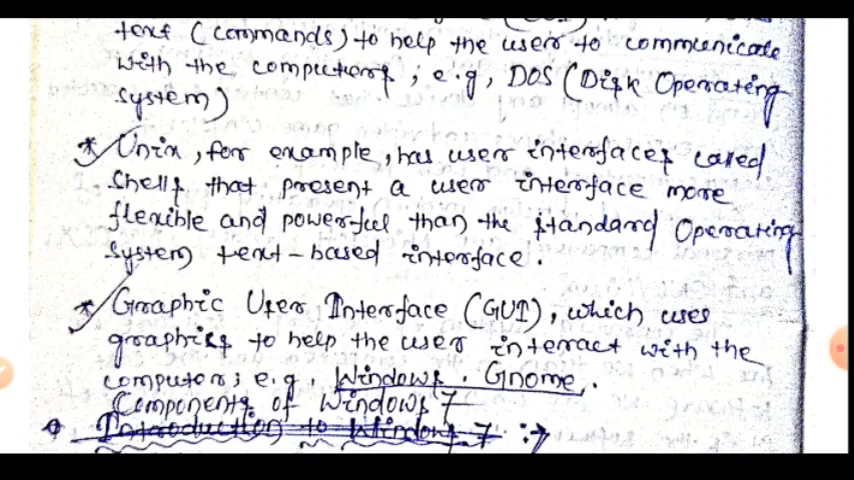 text (commands) to help the user to communicate
with the computers ; e.g, DOS (Disk Operating
system)
* Unix, for example, has user interfaces called
shells that present a user interface more
flexible and powerful than the standard Operating
system text-based interface.
* Graphic User Interface (GUI), which uses
graphics to help the user interact with the
computer; e.g. Windows. Gnome.
Components of Windows 7
Introduction to Windows 7 :→